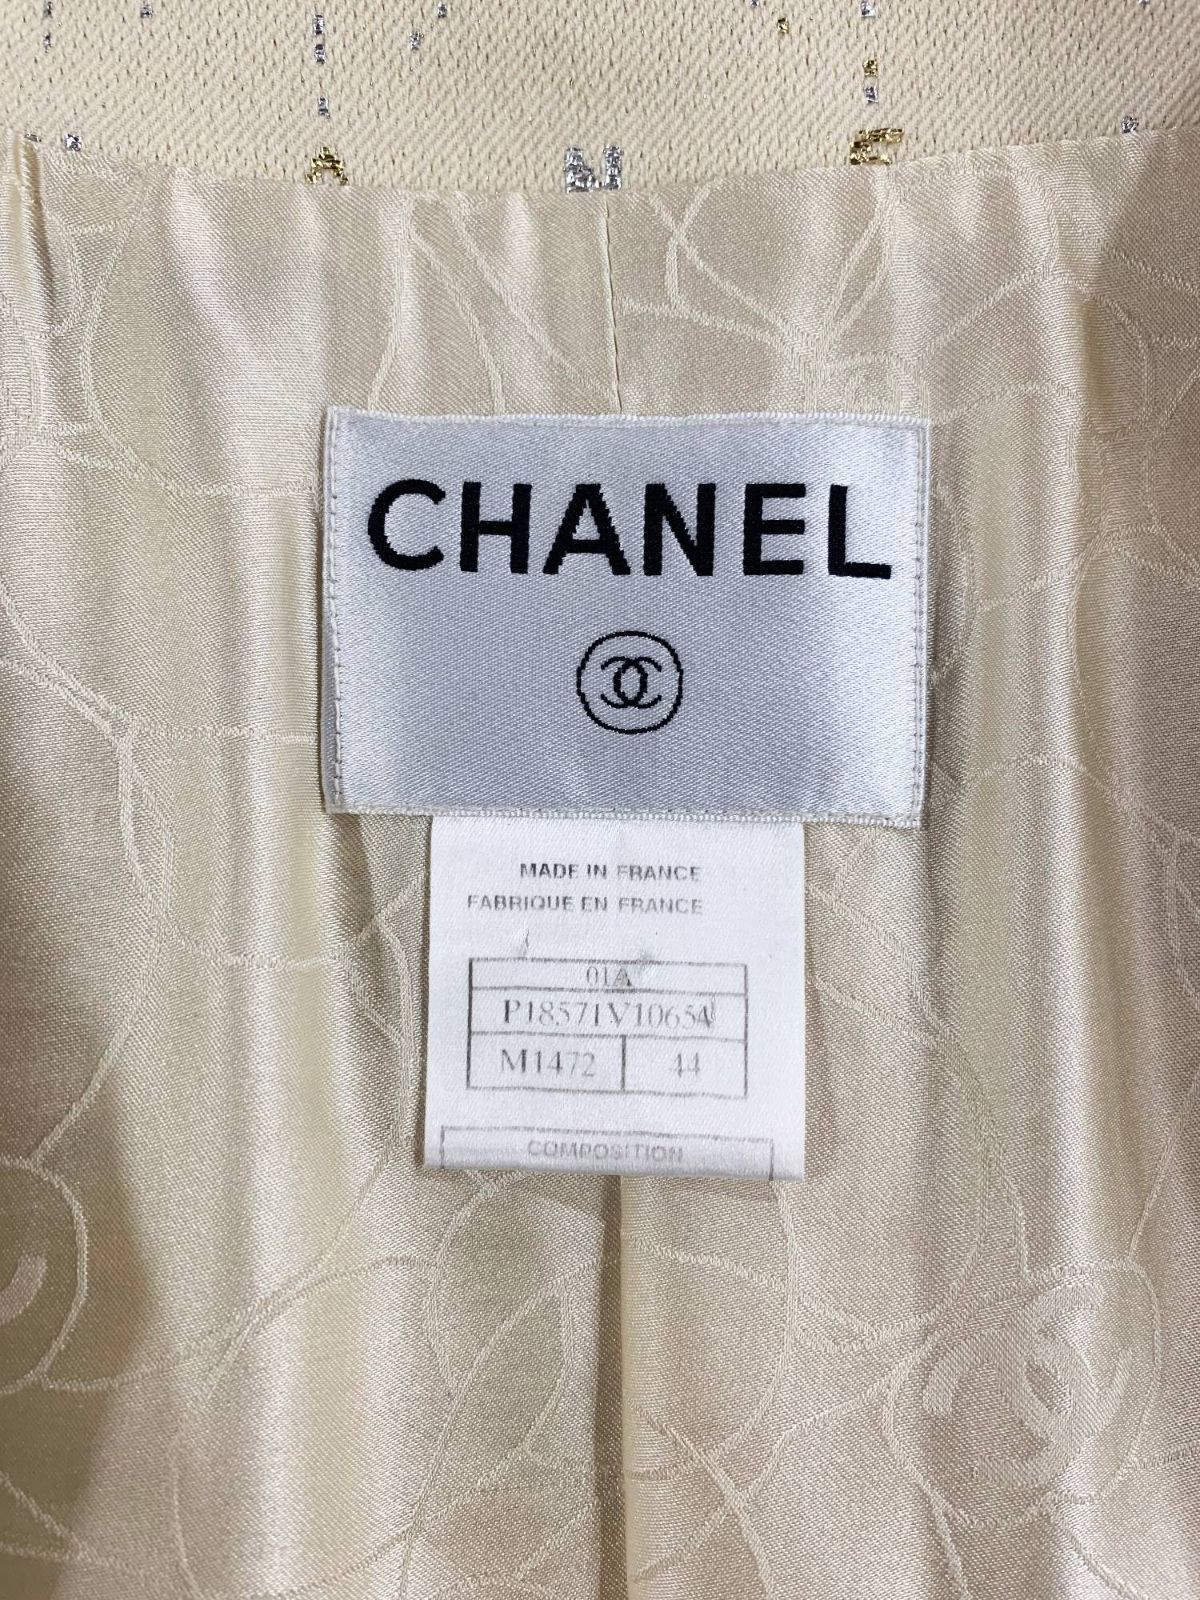 A N E
CHANEL
MADE IN FRANCE
FABRIQUE EN FRANCE
01A
P18571V10654
M1472 44
COMPOSITION